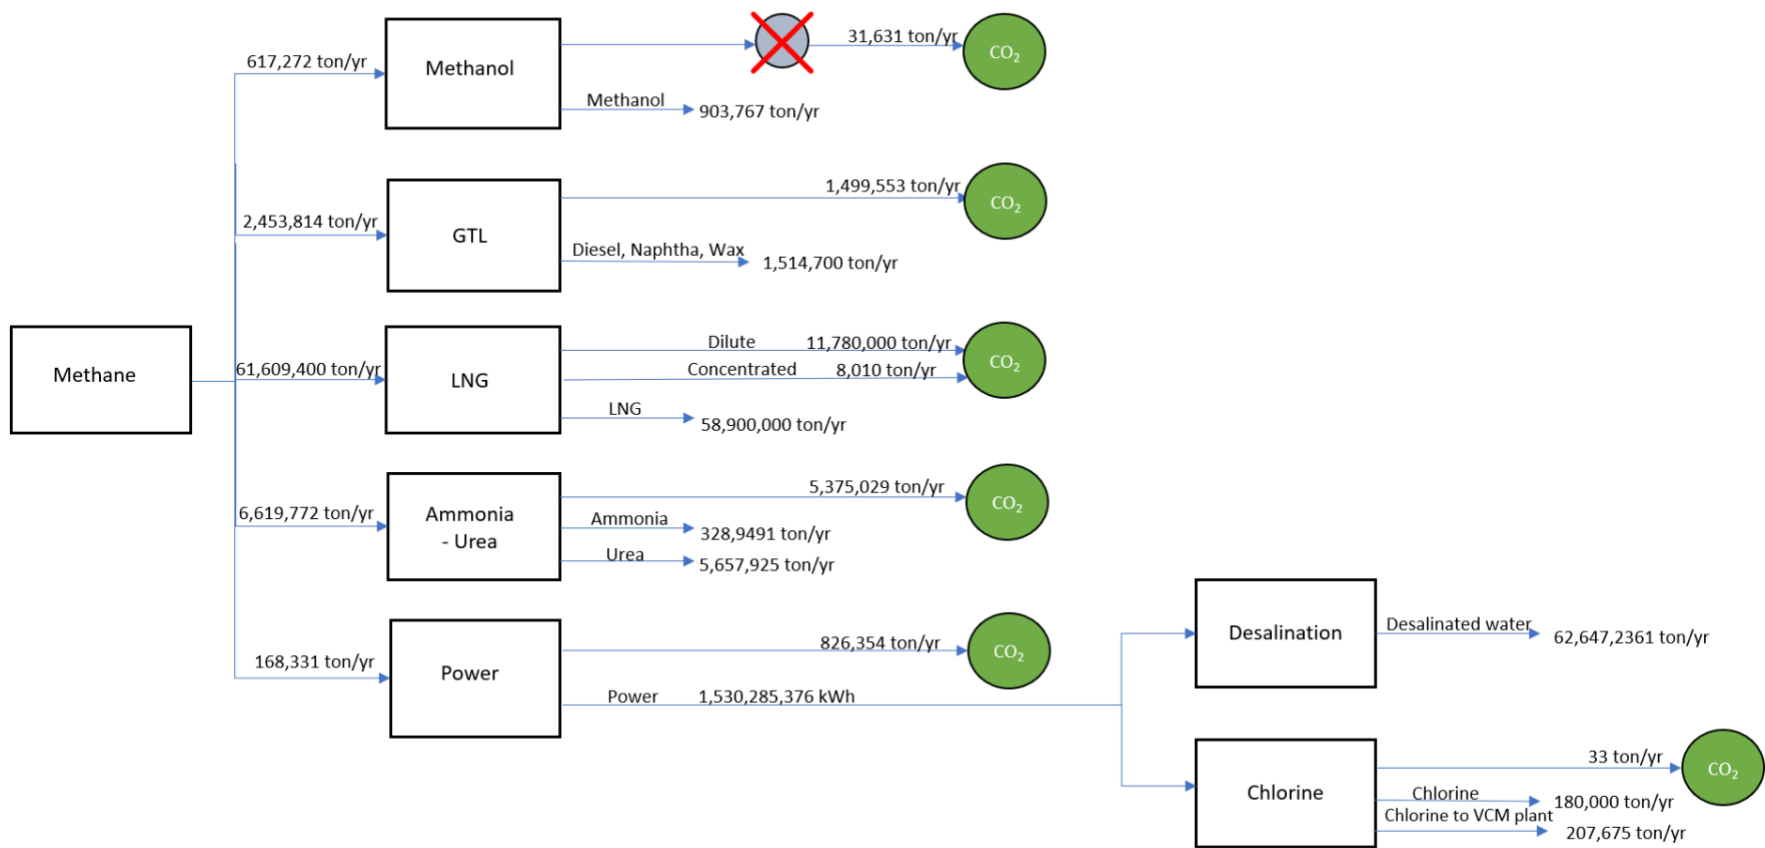 617,272 ton/yr
Methanol
31,631 ton/yr
CO₂
Methanol
903,767 ton/yr
2,453,814 ton/yr
GTL
1,499,553 ton/yr
CO₂
Diesel, Naphtha, Wax
1,514,700 ton/yr
Methane
61,609,400 ton/yr
LNG
Dilute
11,780,000 ton/yr
Concentrated
8,010 ton/yr
CO₂
LNG
58,900,000 ton/yr
6,619,772 ton/yr
Ammonia
- Urea
5,375,029 ton/yr
CO₂
Ammonia
328,9491 ton/yr
Urea
5,657,925 ton/yr
168,331 ton/yr
Power
826,354 ton/yr
CO₂
Power
1,530,285,376 kWh
Desalination
Desalinated water
62,647,2361 ton/yr
Chlorine
33 ton/yr
CO₂
Chlorine
180,000 ton/yr
Chlorine to VCM plant
207,675 ton/yr